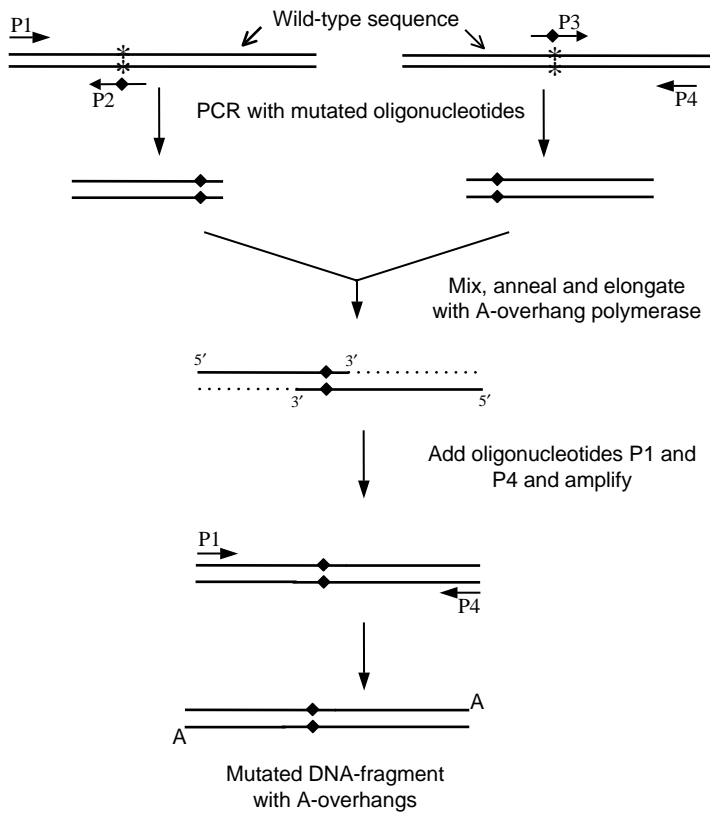 P1
Wild-type sequence
P3
*
*
*
*
P2
P4
PCR with mutated oligonucleotides
Mix, anneal and elongate
with A-overhang polymerase
5′
3′
3′
5′
Add oligonucleotides P1 and
P4 and amplify
P1
P4
A
A
Mutated DNA-fragment
with A-overhangs